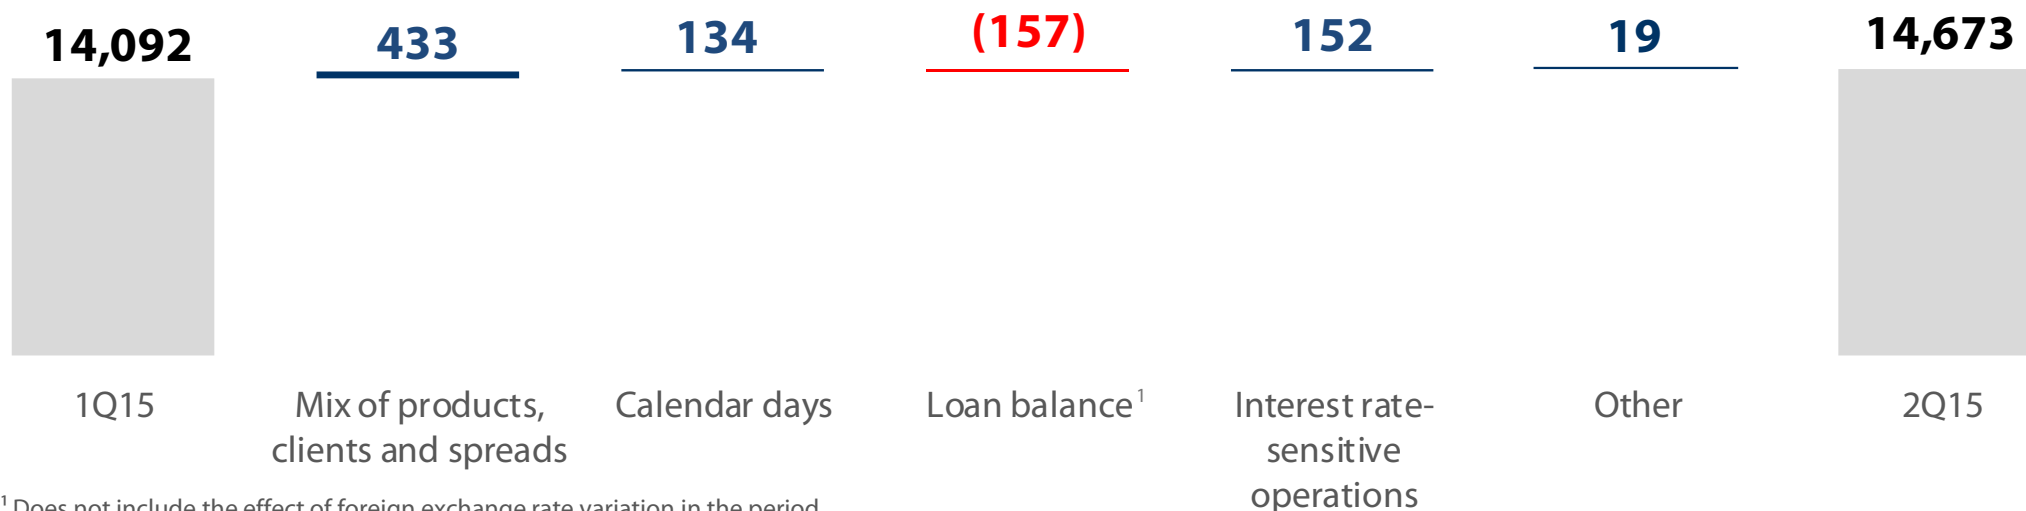 14,092 433 134 (157) 152 19 14,673
1Q15 Mix of products, Calendar days Loan balance¹ Interest rate- Other 2Q15
clients and spreads sensitive
operations
¹ Does not include the effect of foreign exchange rate variation in the period